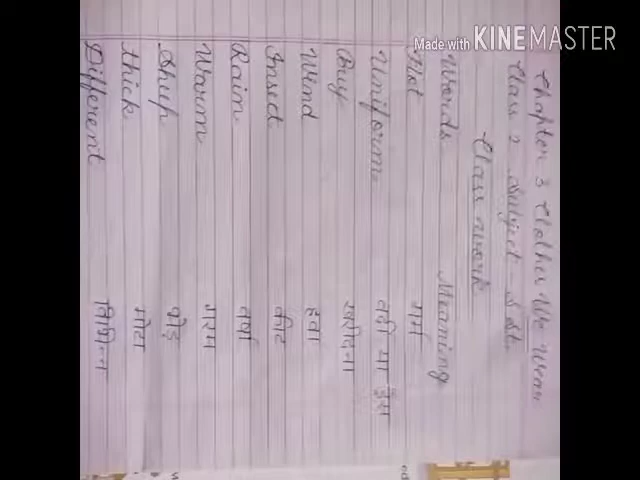 Made with KINEMASTER
Chapter 3 Clothes We Wear
Class 2 Subject - S.St.
Class work
Words Meaning
Hot गर्म
Uniform वर्दी या ड्रेस
Buy खरीदना
Wind हवा
Insect कीट
Rain वर्षा
Warm गरम
Sheep भेड़
thick मोटा
Different विभिन्न